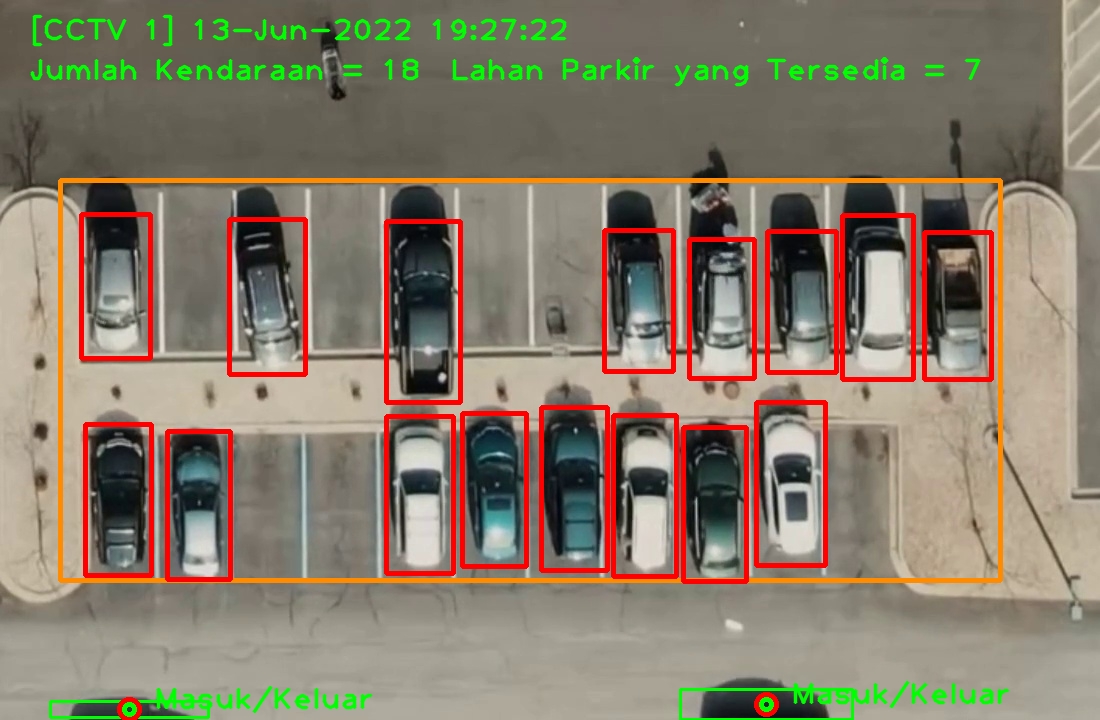 [CCTV 1] 13-Jun-2022 19:27:22
Jumlah Kendaraan = 18 Lahan Parkir yang Tersedia = 7
Masuk/Keluar
Masuk/Keluar